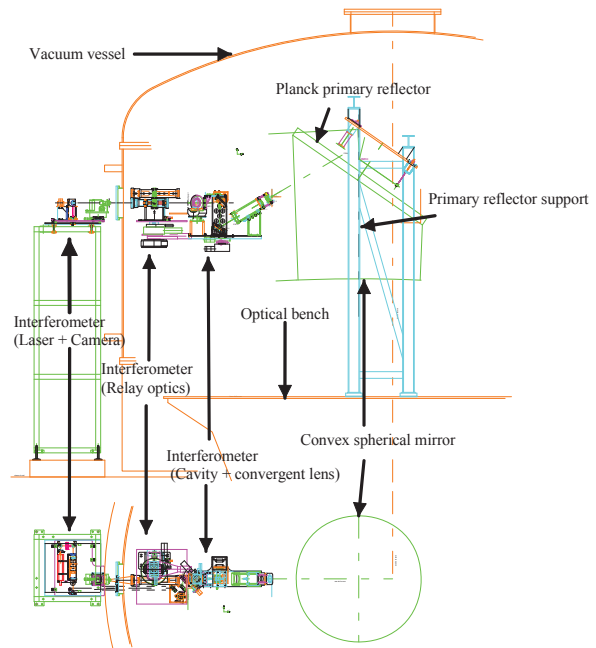 Vacuum vessel
Planck primary reflector
Primary reflector support
Optical bench
Interferometer
(Laser + Camera)
Interferometer
(Relay optics)
Convex spherical mirror
Interferometer
(Cavity + convergent lens)